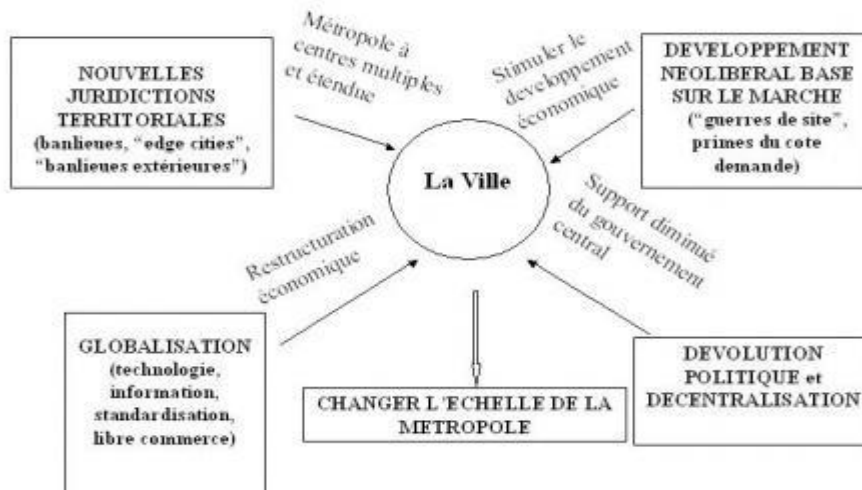 NOUVELLES
JURIDICTIONS
TERRITORIALES
(banlieues, “edge cities”,
“banlieues extérieures”)
Métropole à
centres multiples
et étendue
Stimuler le
developpement
économique
DEVELOPPEMENT
NEOLIBERAL BASE
SUR LE MARCHE
(“guerres de site”,
primes du cote
demande)
La Ville
Restructuration
économique
Support diminué
du gouvernement
central
GLOBALISATION
(technologie,
information,
standardisation,
libre commerce)
CHANGER L'ECHELLE DE LA
METROPOLE
DEVOLUTION
POLITIQUE et
DECENTRALISATION